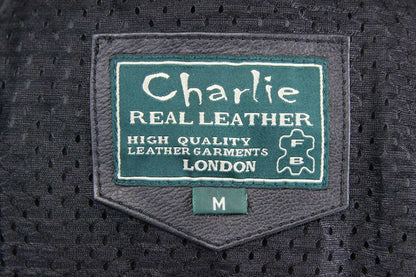 Charlie
REAL LEATHER
HIGH QUALITY
LEATHER GARMENTS
LONDON
F
B
M